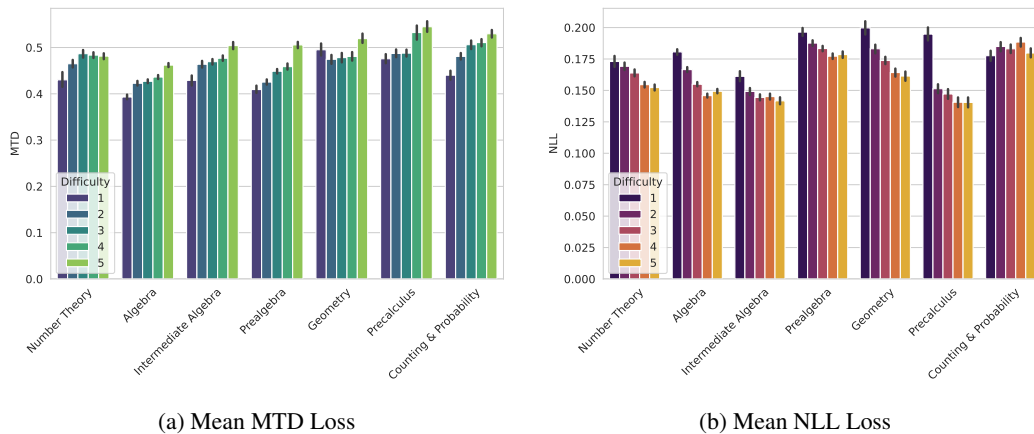 0.5
0.4
0.3
0.2
0.1
0.0
MTD
Difficulty
1
2
3
4
5
Number Theory
Algebra
Intermediate Algebra
Prealgebra
Geometry
Precalculus
Counting & Probability
(a) Mean MTD Loss
0.200
0.175
0.150
0.125
0.100
0.075
0.050
0.025
0.000
NLL
Difficulty
1
2
3
4
5
Number Theory
Algebra
Intermediate Algebra
Prealgebra
Geometry
Precalculus
Counting & Probability
(b) Mean NLL Loss